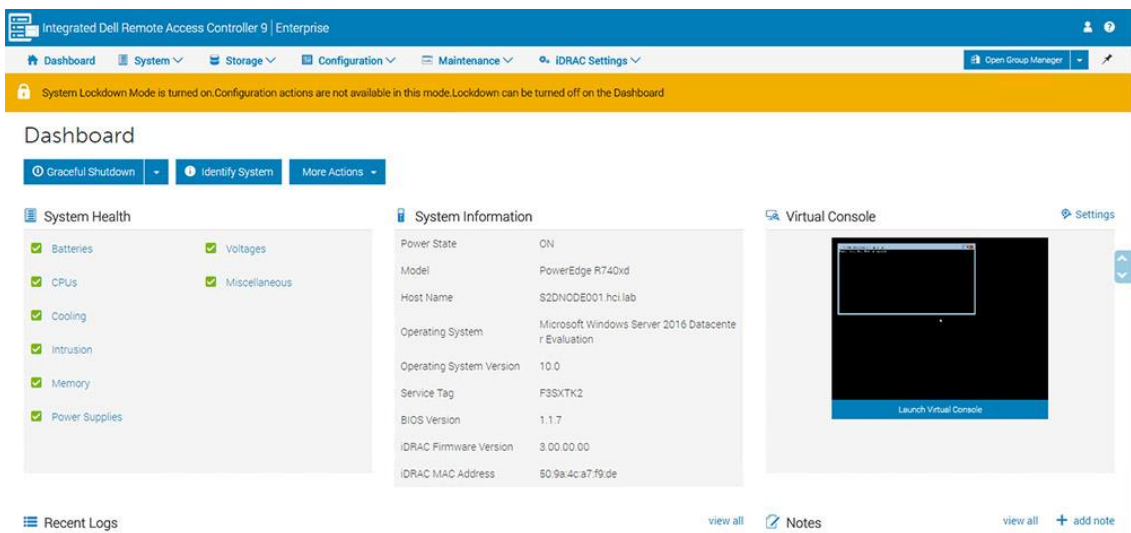 Integrated Dell Remote Access Controller 9 | Enterprise
Dashboard System Storage Configuration Maintenance iDRAC Settings Open Group Manager
System Lockdown Mode is turned on.Configuration actions are not available in this mode.Lockdown can be turned off on the Dashboard
Dashboard
Graceful Shutdown Identify System More Actions
System Health
Batteries Voltages
CPUs Miscellaneous
Cooling
Intrusion
Memory
Power Supplies
System Information
Power State ON
Model PowerEdge R740xd
Host Name S2DNODE001.hci.lab
Operating System Microsoft Windows Server 2016 Datacente
r Evaluation
Operating System Version 10.0
Service Tag F3SXTK2
BIOS Version 1.1.7
iDRAC Firmware Version 3.00.00.00
iDRAC MAC Address 50:9a:4c:a7:f9:de
Virtual Console Settings
Launch Virtual Console
Recent Logs view all
Notes view all + add note